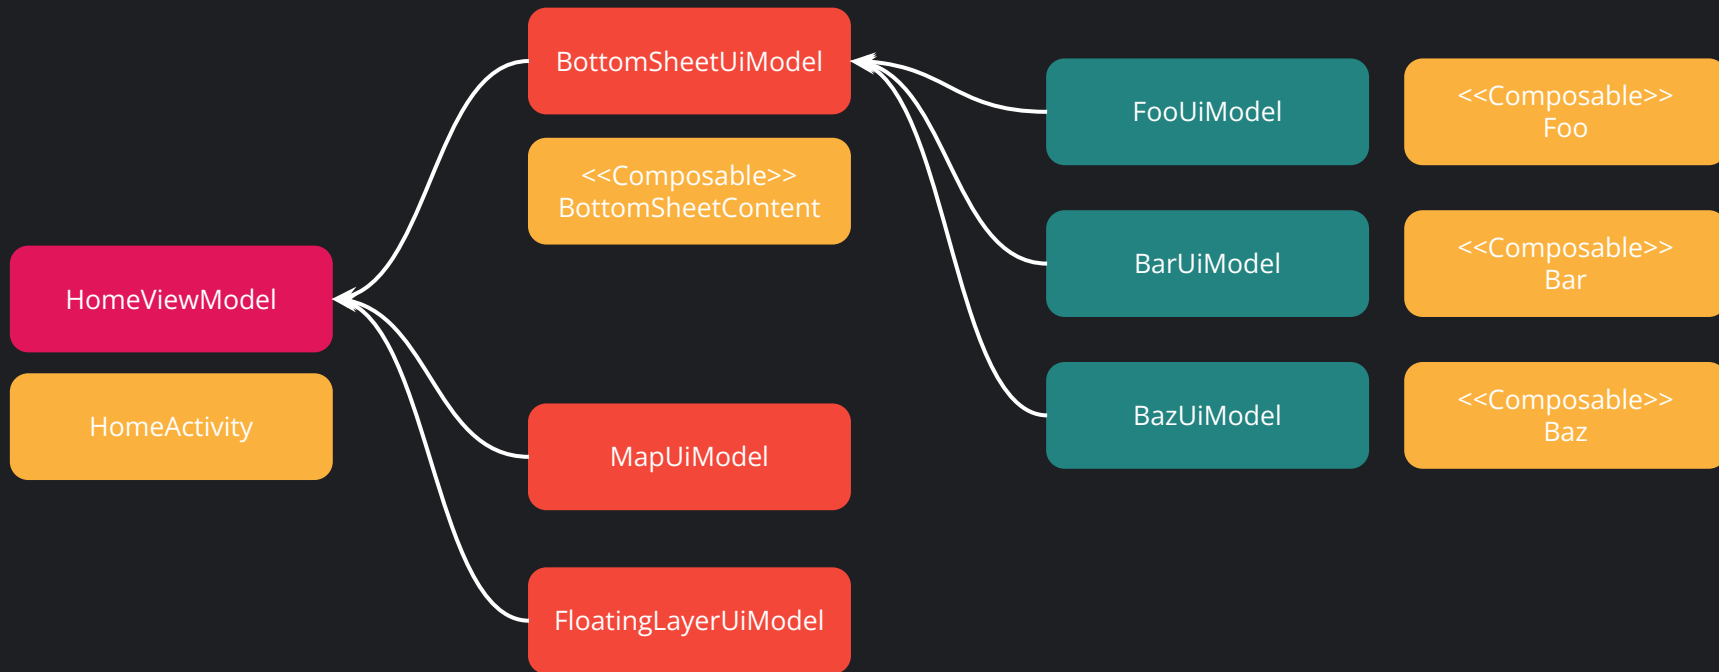 BottomSheetUiModel
<<Composable>>
BottomSheetContent
HomeViewModel
HomeActivity
MapUiModel
FloatingLayerUiModel
FooUiModel
<<Composable>>
Foo
BarUiModel
<<Composable>>
Bar
BazUiModel
<<Composable>>
Baz